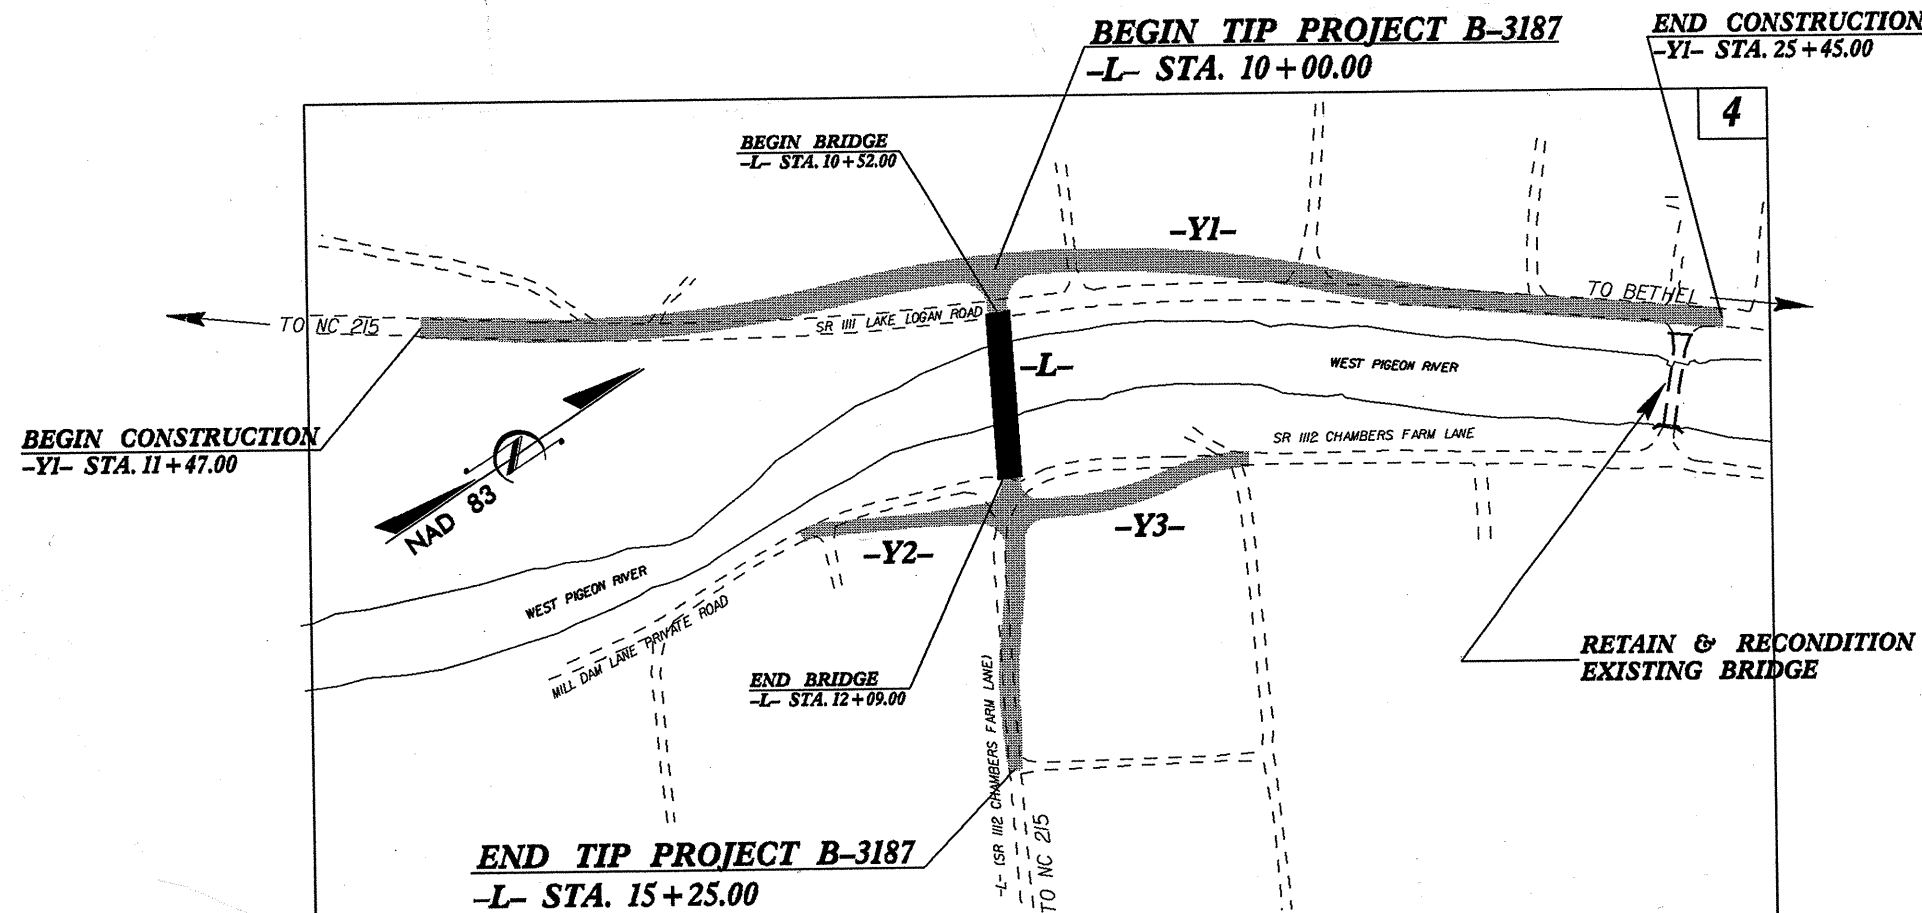 BEGIN TIP PROJECT B-3187
-L- STA. 10+00.00
END CONSTRUCTION
-Y1- STA. 25+45.00
4
BEGIN BRIDGE
-L- STA. 10+52.00
-Y1-
TO BETHEL
TO NC 215
SR 1111 LAKE LOGAN ROAD
-L-
WEST PIGEON RIVER
BEGIN CONSTRUCTION
-Y1- STA. 11+47.00
SR 1112 CHAMBERS FARM LANE
NAD 83
-Y2-
-Y3-
WEST PIGEON RIVER
MILL DAM LANE PRIVATE ROAD
RETAIN & RECONDITION
EXISTING BRIDGE
END BRIDGE
-L- STA. 12+09.00
-L- (SR 1112 CHAMBERS FARM LANE)
TO NC 215
END TIP PROJECT B-3187
-L- STA. 15+25.00